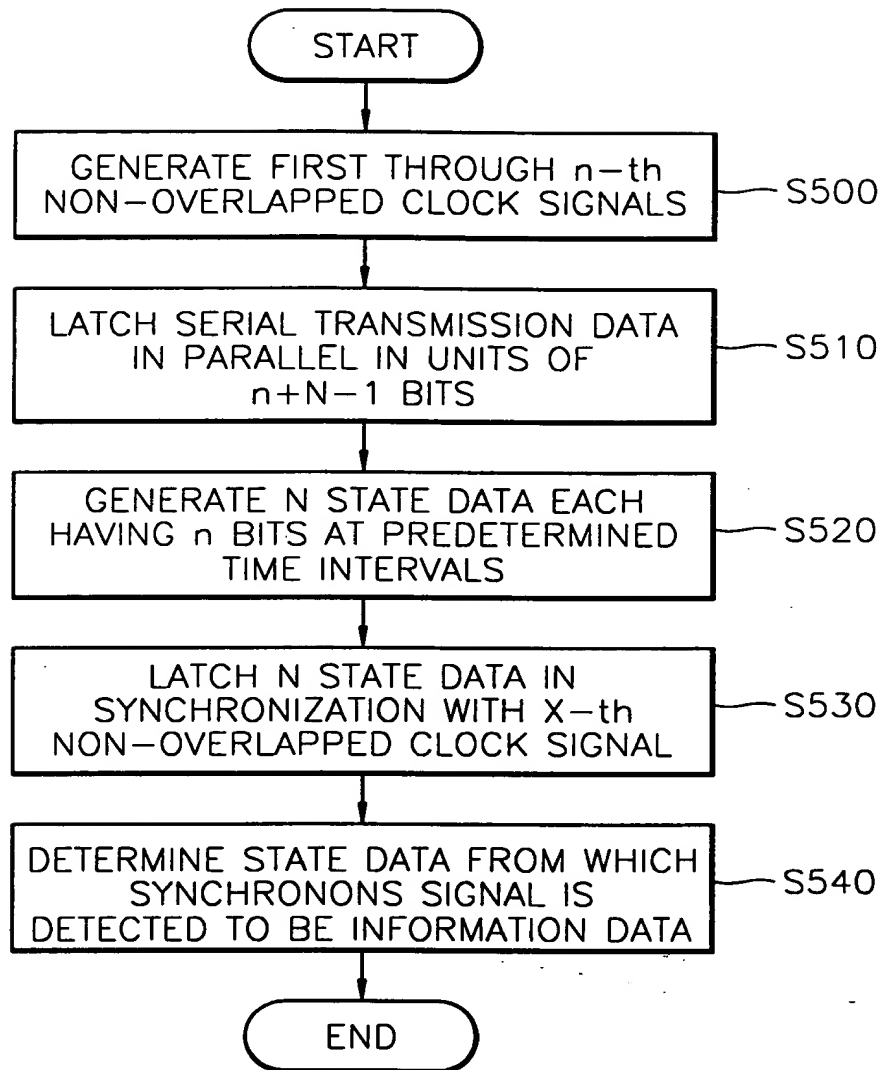 START
GENERATE FIRST THROUGH n-th
NON-OVERLAPPED CLOCK SIGNALS
S500
LATCH SERIAL TRANSMISSION DATA
IN PARALLEL IN UNITS OF
n+N-1 BITS
S510
GENERATE N STATE DATA EACH
HAVING n BITS AT PREDETERMINED
TIME INTERVALS
S520
LATCH N STATE DATA IN
SYNCHRONIZATION WITH X-th
NON-OVERLAPPED CLOCK SIGNAL
S530
DETERMINE STATE DATA FROM WHICH
SYNCHRONONS SIGNAL IS
DETECTED TO BE INFORMATION DATA
S540
END